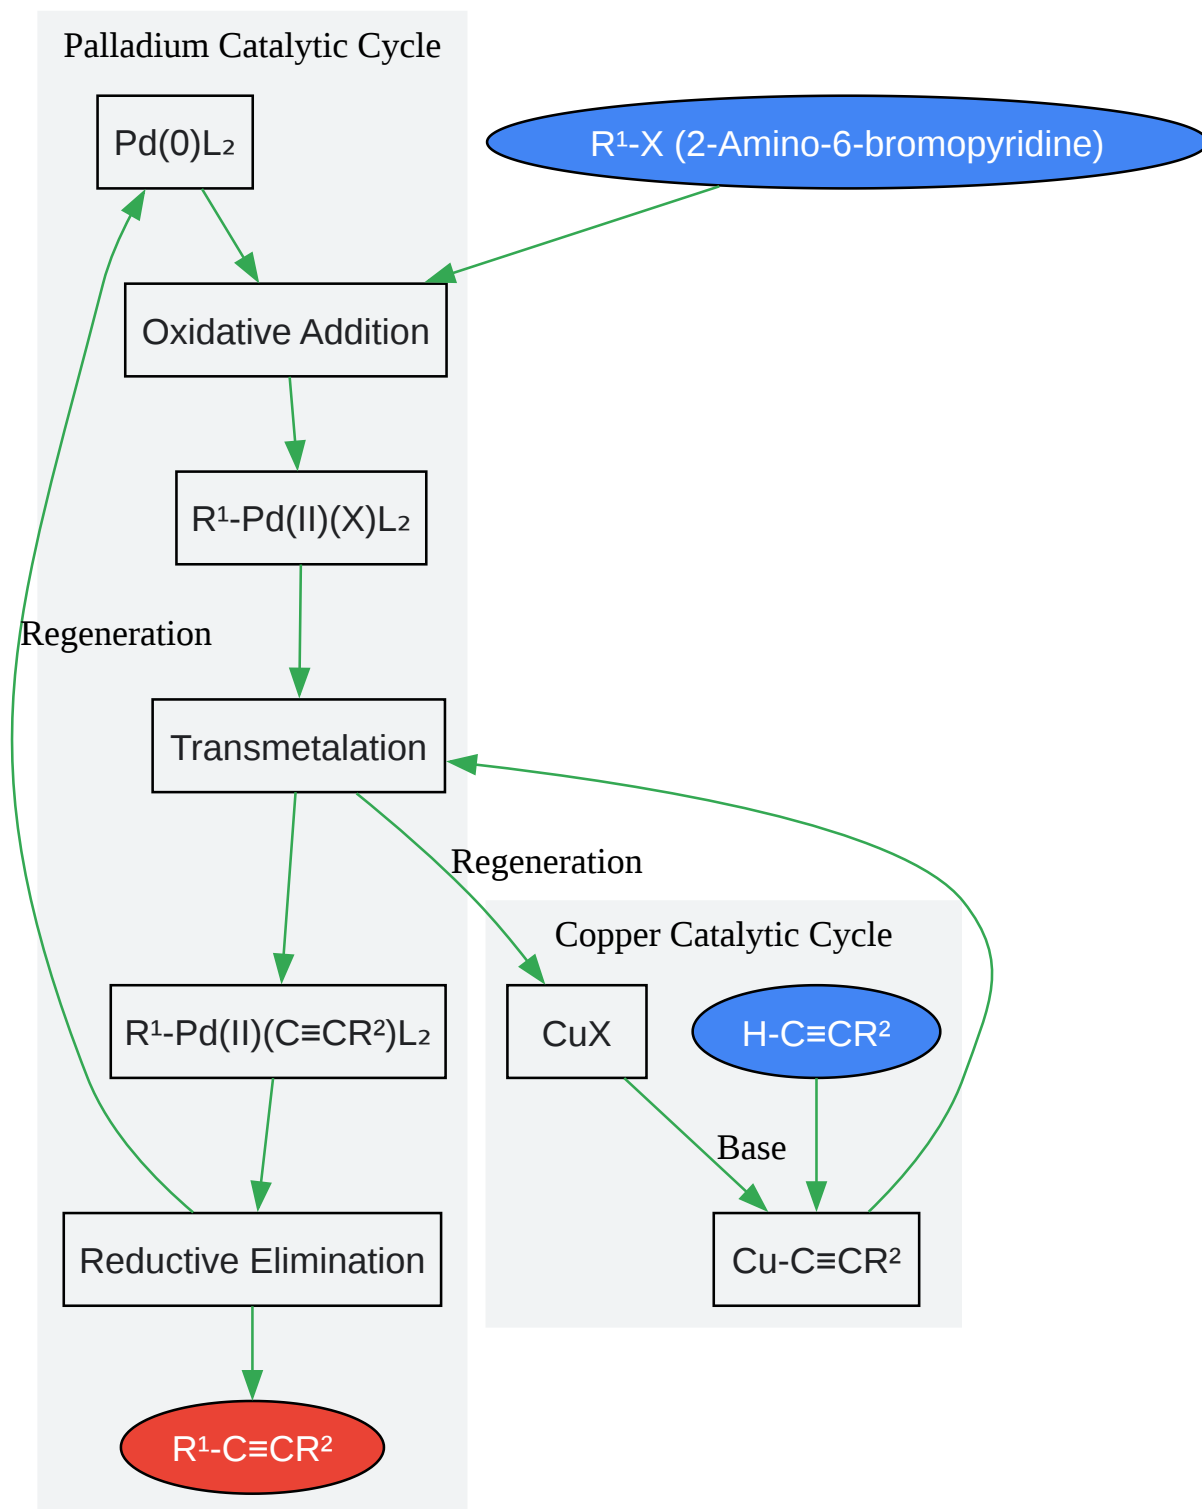 Palladium Catalytic Cycle
Pd(0)L₂
R¹-X (2-Amino-6-bromopyridine)
Oxidative Addition
R¹-Pd(II)(X)L₂
Regeneration
Transmetalation
Regeneration
Copper Catalytic Cycle
R¹-Pd(II)(C≡CR²)L₂
CuX
H-C≡CR²
Base
Reductive Elimination
Cu-C≡CR²
R¹-C≡CR²